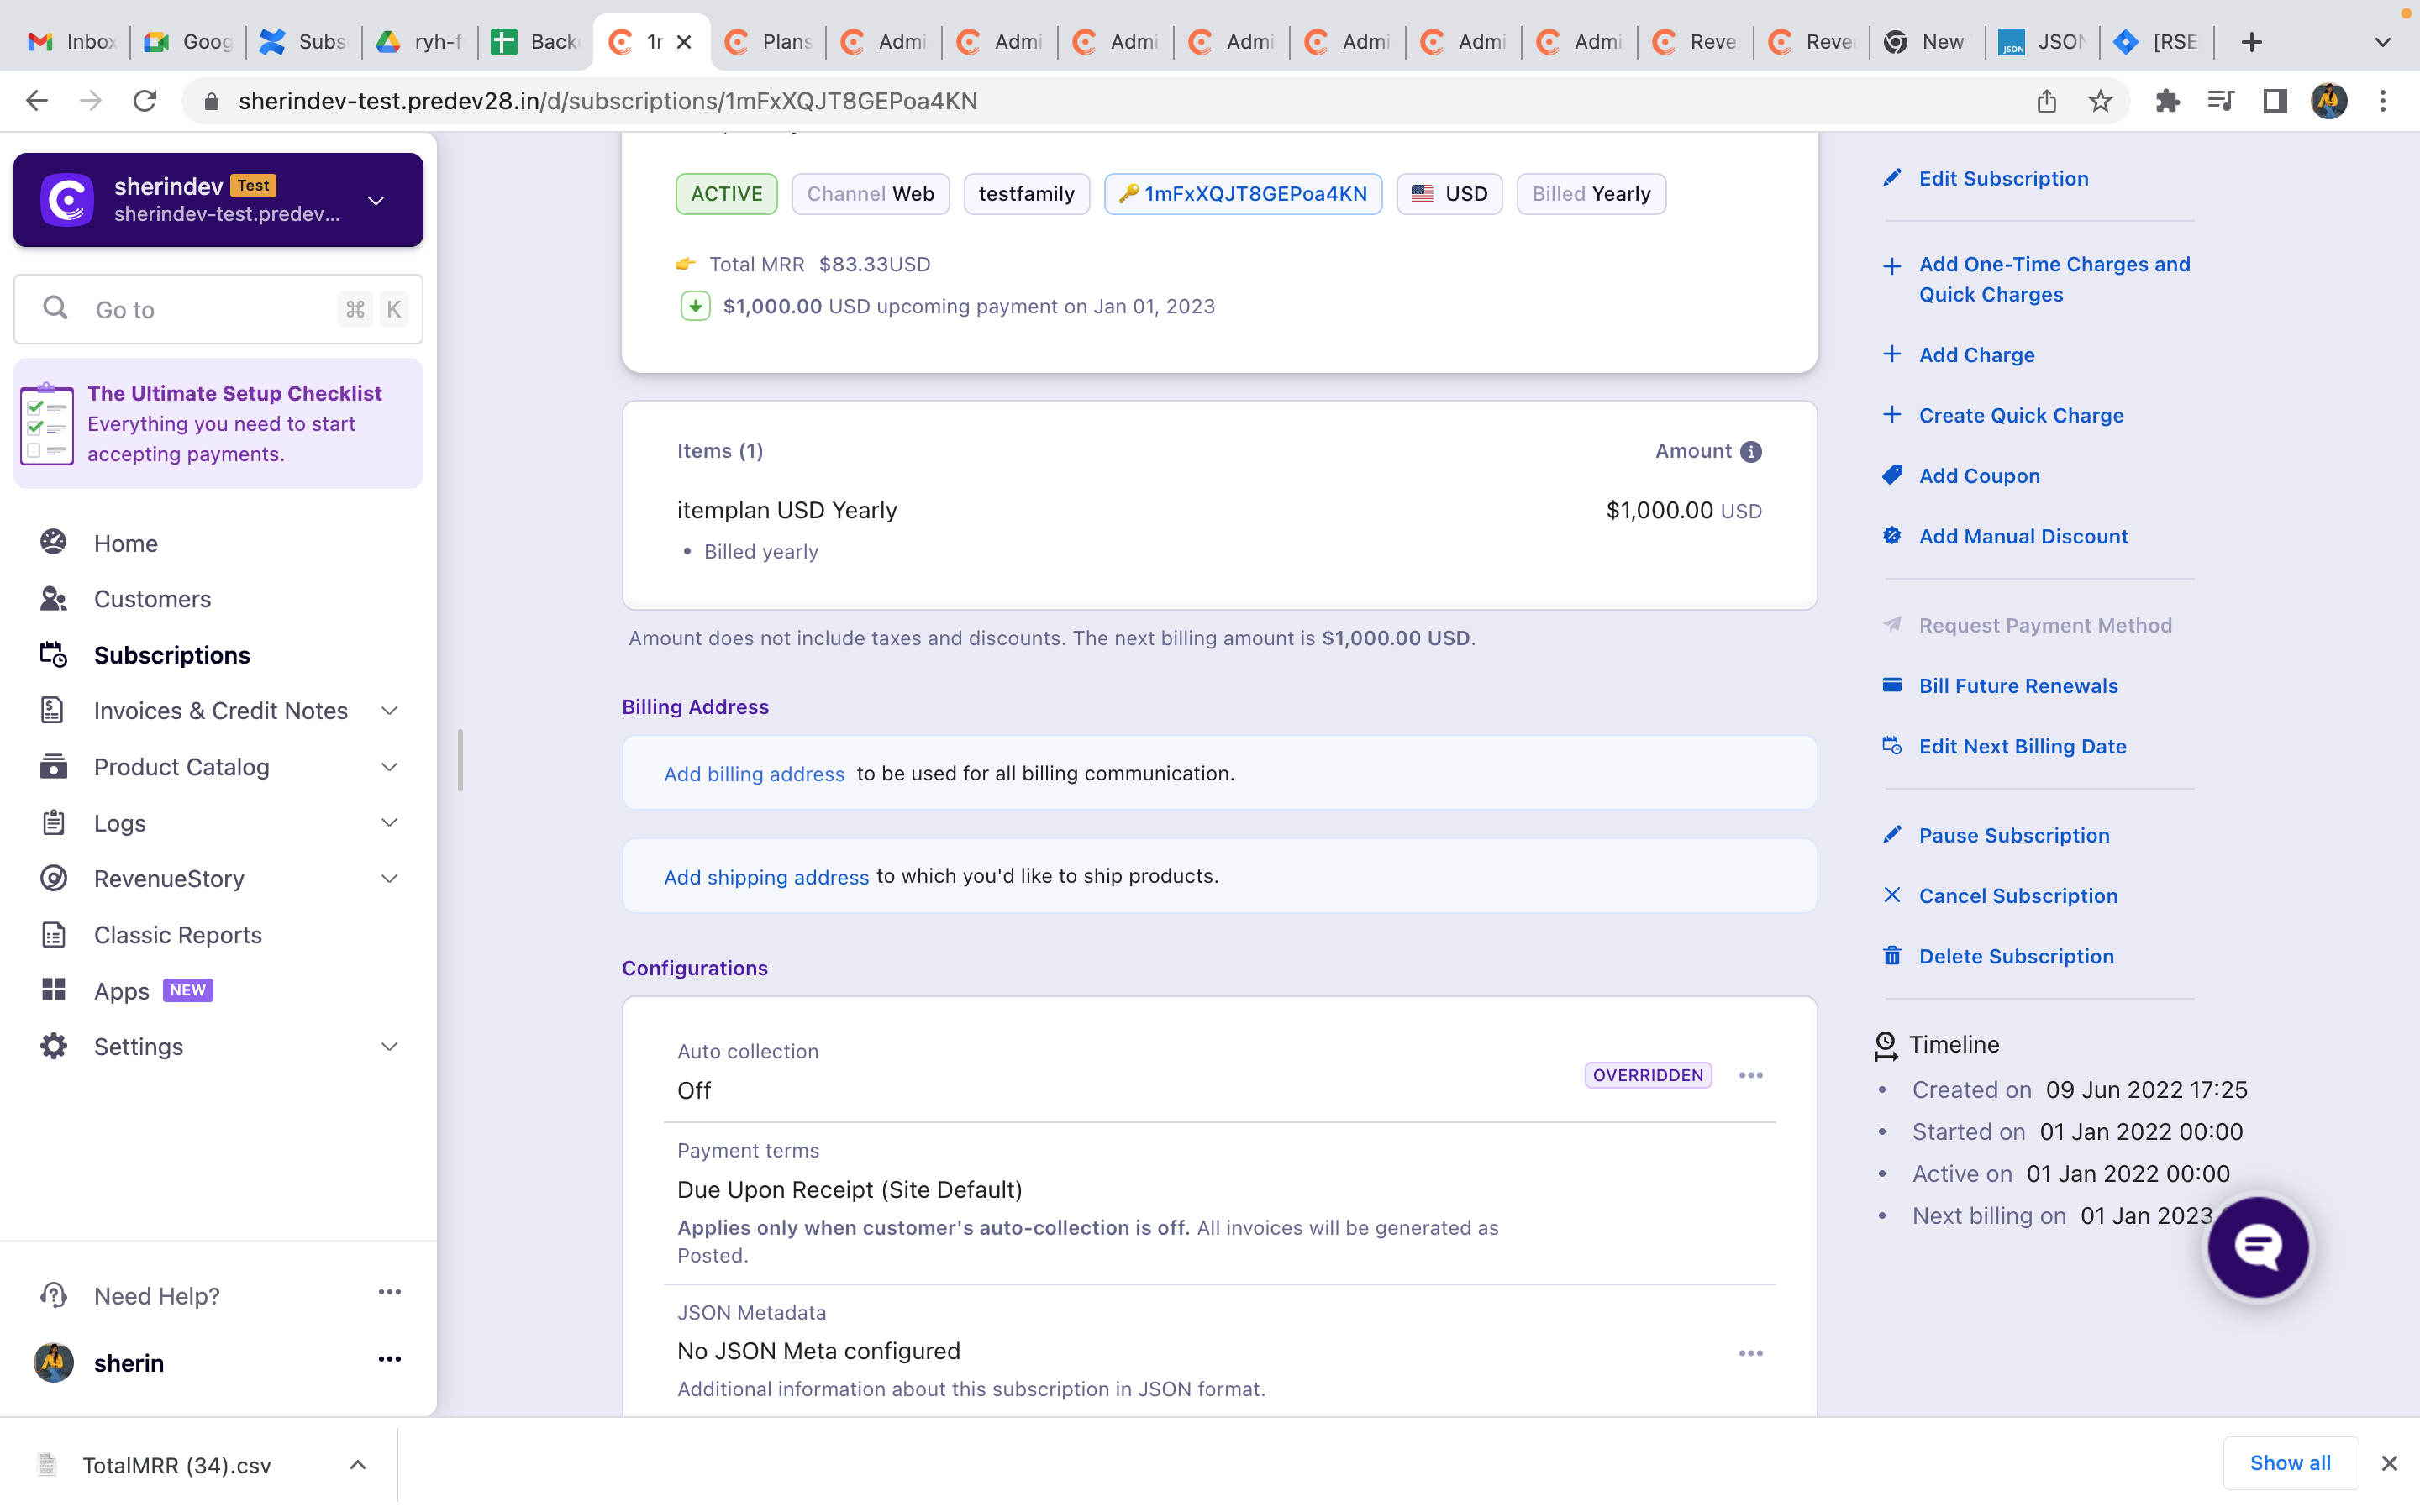 Inbox
Goog
Subs
ryh-f
Back
Plans
Admi
Admi
Admi
Admi
Admi
Admi
Admi
Reve
Reve
New
JSON
[RSE
sherindev-test.predev28.in/d/subscriptions/1mFxXQJT8GEPoa4KN
sherindev Test
sherindev-test.predev...
Go to ⌘ K
The Ultimate Setup Checklist
Everything you need to start
accepting payments.
Home
Customers
Subscriptions
Invoices & Credit Notes
Product Catalog
Logs
RevenueStory
Classic Reports
Apps NEW
Settings
Need Help?
sherin
ACTIVE Channel Web testfamily 1mFxXQJT8GEPoa4KN USD Billed Yearly
Total MRR $83.33USD
$1,000.00 USD upcoming payment on Jan 01, 2023
Items (1) Amount
itemplan USD Yearly $1,000.00 USD
• Billed yearly
Amount does not include taxes and discounts. The next billing amount is $1,000.00 USD.
Billing Address
Add billing address to be used for all billing communication.
Add shipping address to which you'd like to ship products.
Configurations
Auto collection
Off
OVERRIDDEN
Payment terms
Due Upon Receipt (Site Default)
Applies only when customer's auto-collection is off. All invoices will be generated as
Posted.
JSON Metadata
No JSON Meta configured
Additional information about this subscription in JSON format.
Edit Subscription
Add One-Time Charges and
Quick Charges
Add Charge
Create Quick Charge
Add Coupon
Add Manual Discount
Request Payment Method
Bill Future Renewals
Edit Next Billing Date
Pause Subscription
Cancel Subscription
Delete Subscription
Timeline
• Created on 09 Jun 2022 17:25
• Started on 01 Jan 2022 00:00
• Active on 01 Jan 2022 00:00
• Next billing on 01 Jan 2023
TotalMRR (34).csv
Show all